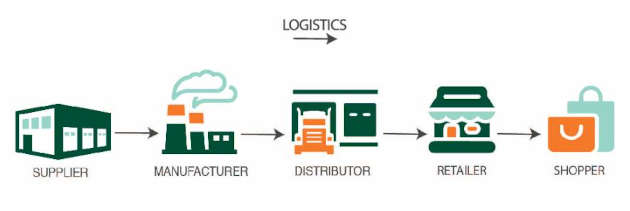 LOGISTICS
SUPPLIER
MANUFACTURER
DISTRIBUTOR
RETAILER
SHOPPER